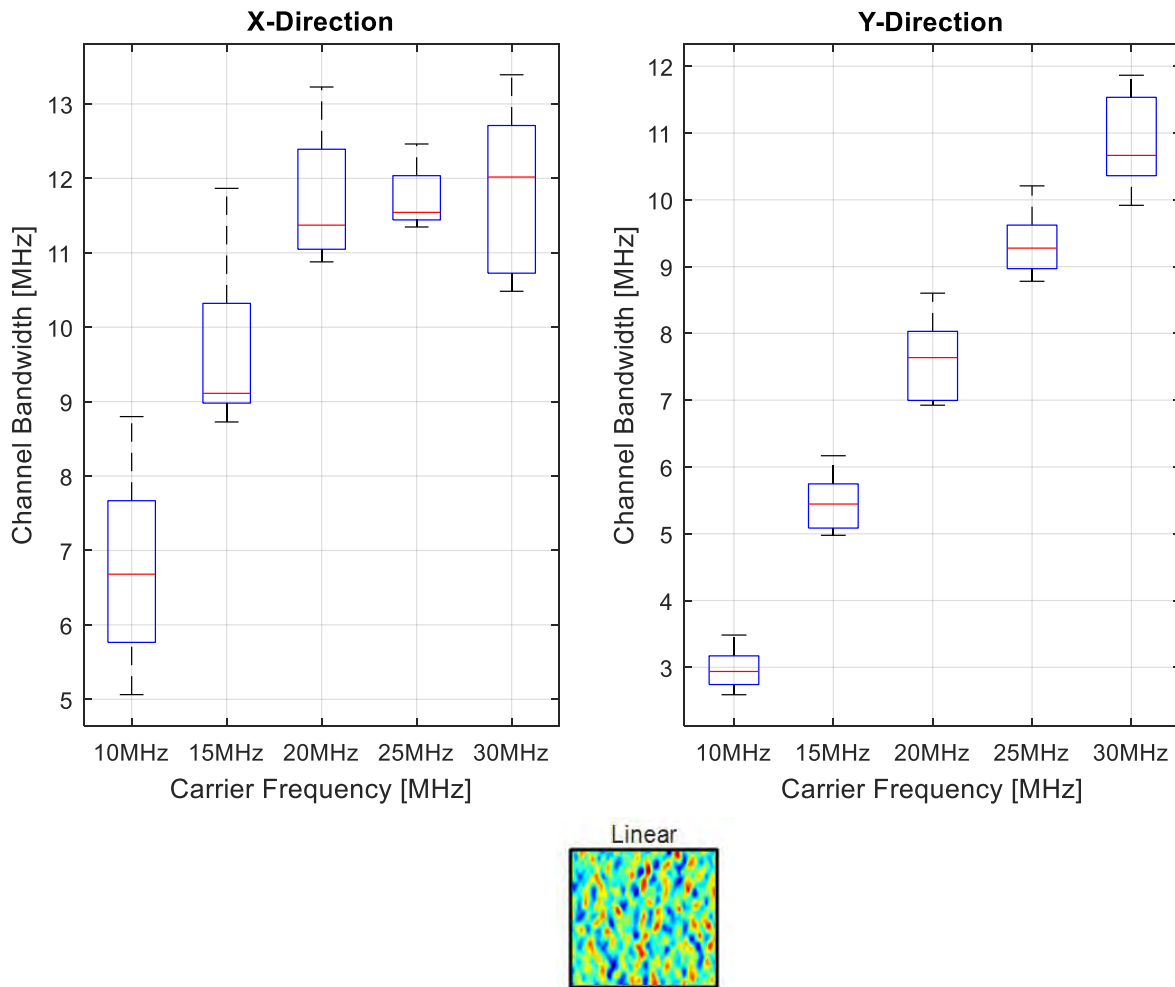 X-Direction
Channel Bandwidth [MHz]
13
12
11
10
9
8
7
6
5
10MHz 15MHz 20MHz 25MHz 30MHz
Carrier Frequency [MHz]
Y-Direction
Channel Bandwidth [MHz]
12
11
10
9
8
7
6
5
4
3
10MHz 15MHz 20MHz 25MHz 30MHz
Carrier Frequency [MHz]
Linear